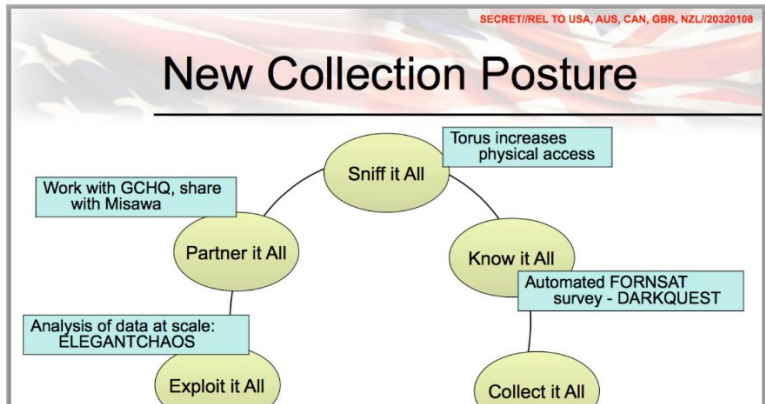 SECRET//REL TO USA, AUS, CAN, GBR, NZL//20320108
New Collection Posture
Torus increases
physical access
Sniff it All
Work with GCHQ, share
with Misawa
Partner it All
Know it All
Automated FORNSAT
survey - DARKQUEST
Analysis of data at scale:
ELEGANTCHAOS
Exploit it All
Collect it All